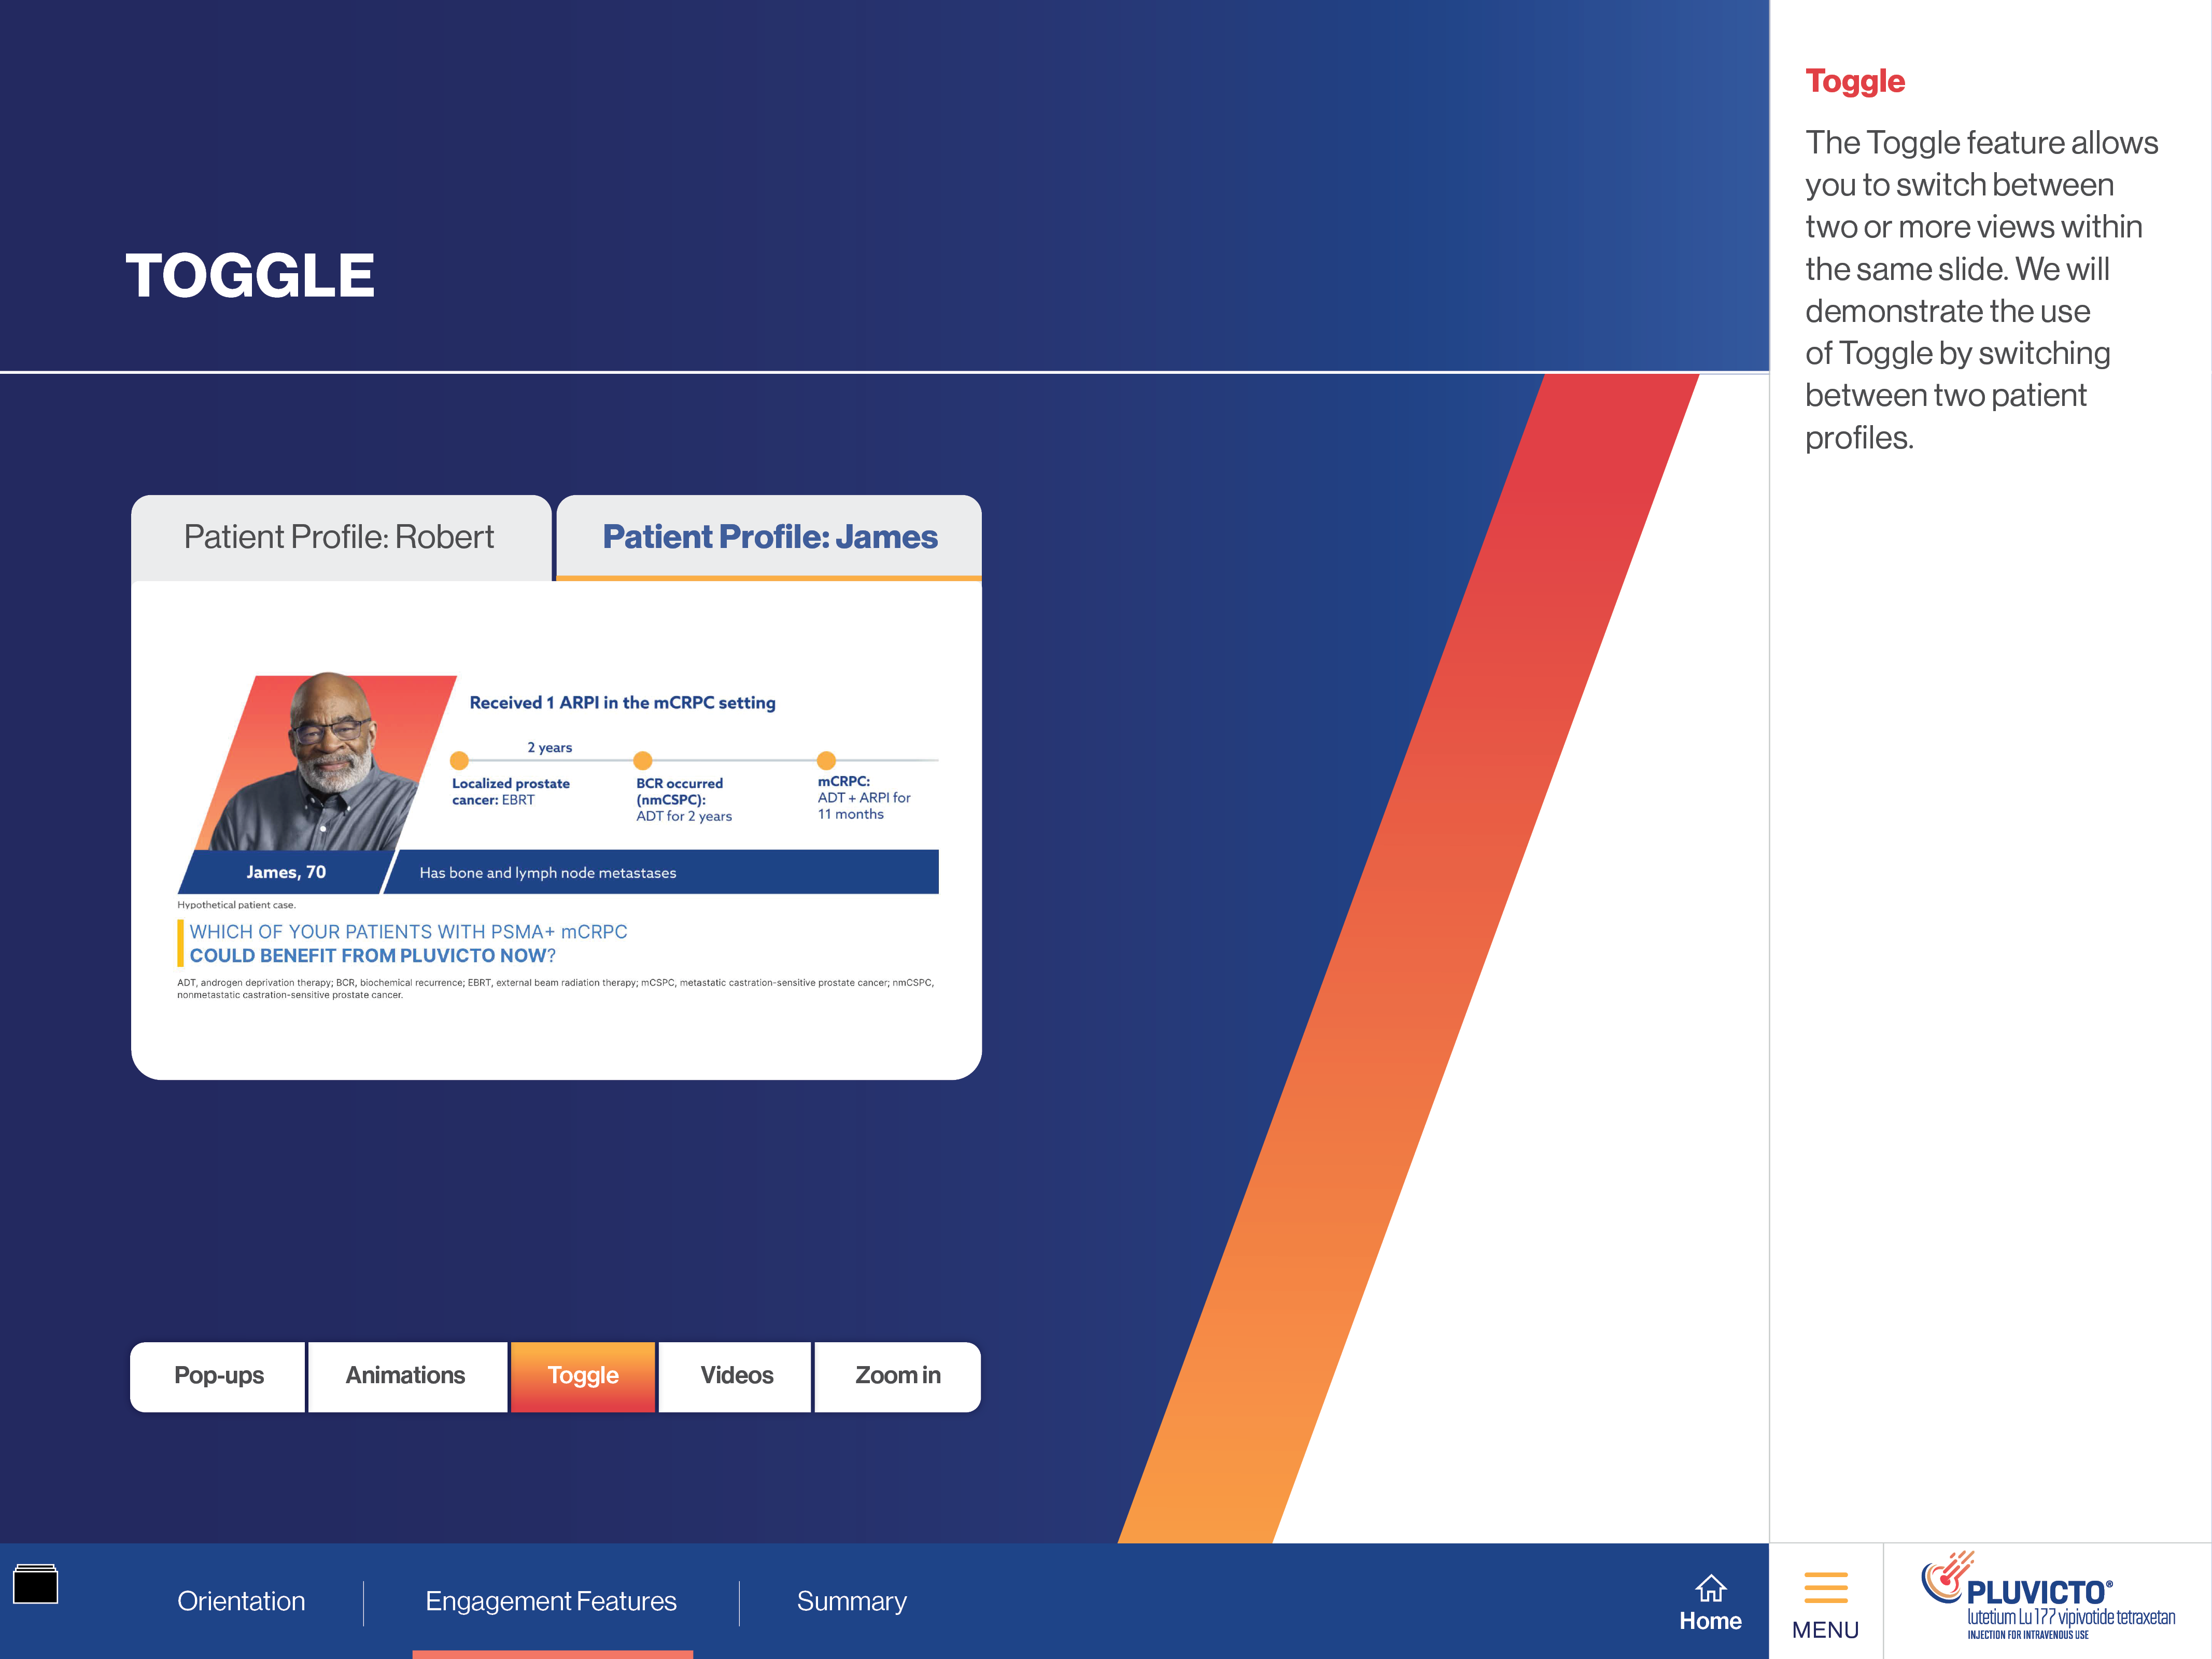 TOGGLE
Patient Profile: Robert
Patient Profile: James
Received 1 ARPI in the mCRPC setting
2 years
Localized prostate
cancer: EBRT
BCR occurred
(nmCSPC):
ADT for 2 years
mCRPC:
ADT + ARPI for
11 months
James, 70
Has bone and lymph node metastases
Hypothetical patient case.
WHICH OF YOUR PATIENTS WITH PSMA+ mCRPC
COULD BENEFIT FROM PLUVICTO NOW?
ADT, androgen deprivation therapy; BCR, biochemical recurrence; EBRT, external beam radiation therapy; mCSPC, metastatic castration-sensitive prostate cancer; nmCSPC,
nonmetastatic castration-sensitive prostate cancer.
Pop-ups
Animations
Toggle
Videos
Zoom in
Toggle
The Toggle feature allows
you to switch between
two or more views within
the same slide. We will
demonstrate the use
of Toggle by switching
between two patient
profiles.
Orientation
Engagement Features
Summary
Home
MENU
PLUVICTO®
lutetium Lu 177 vipivotide tetraxetan
INJECTION FOR INTRAVENOUS USE